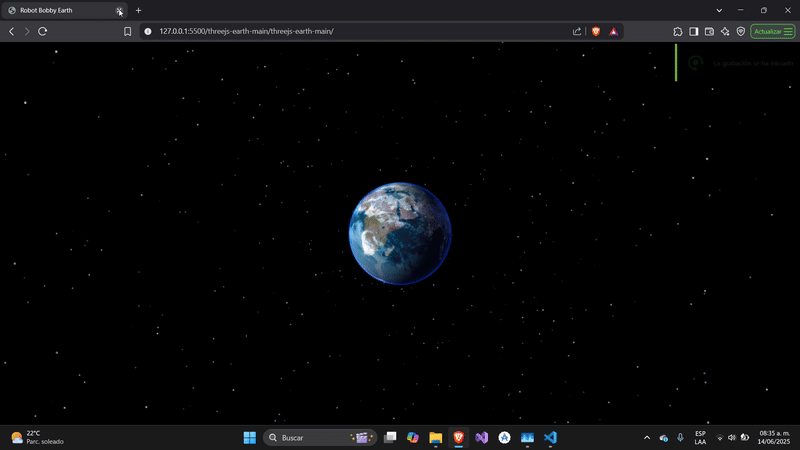 Robot Bobby Earth
127.0.0.1:5500/threejs-earth-main/threejs-earth-main/
Actualizar
La grabación se ha iniciado
22°C
Parc. soleado
Buscar
ESP
LAA
08:35 a. m.
14/06/2025